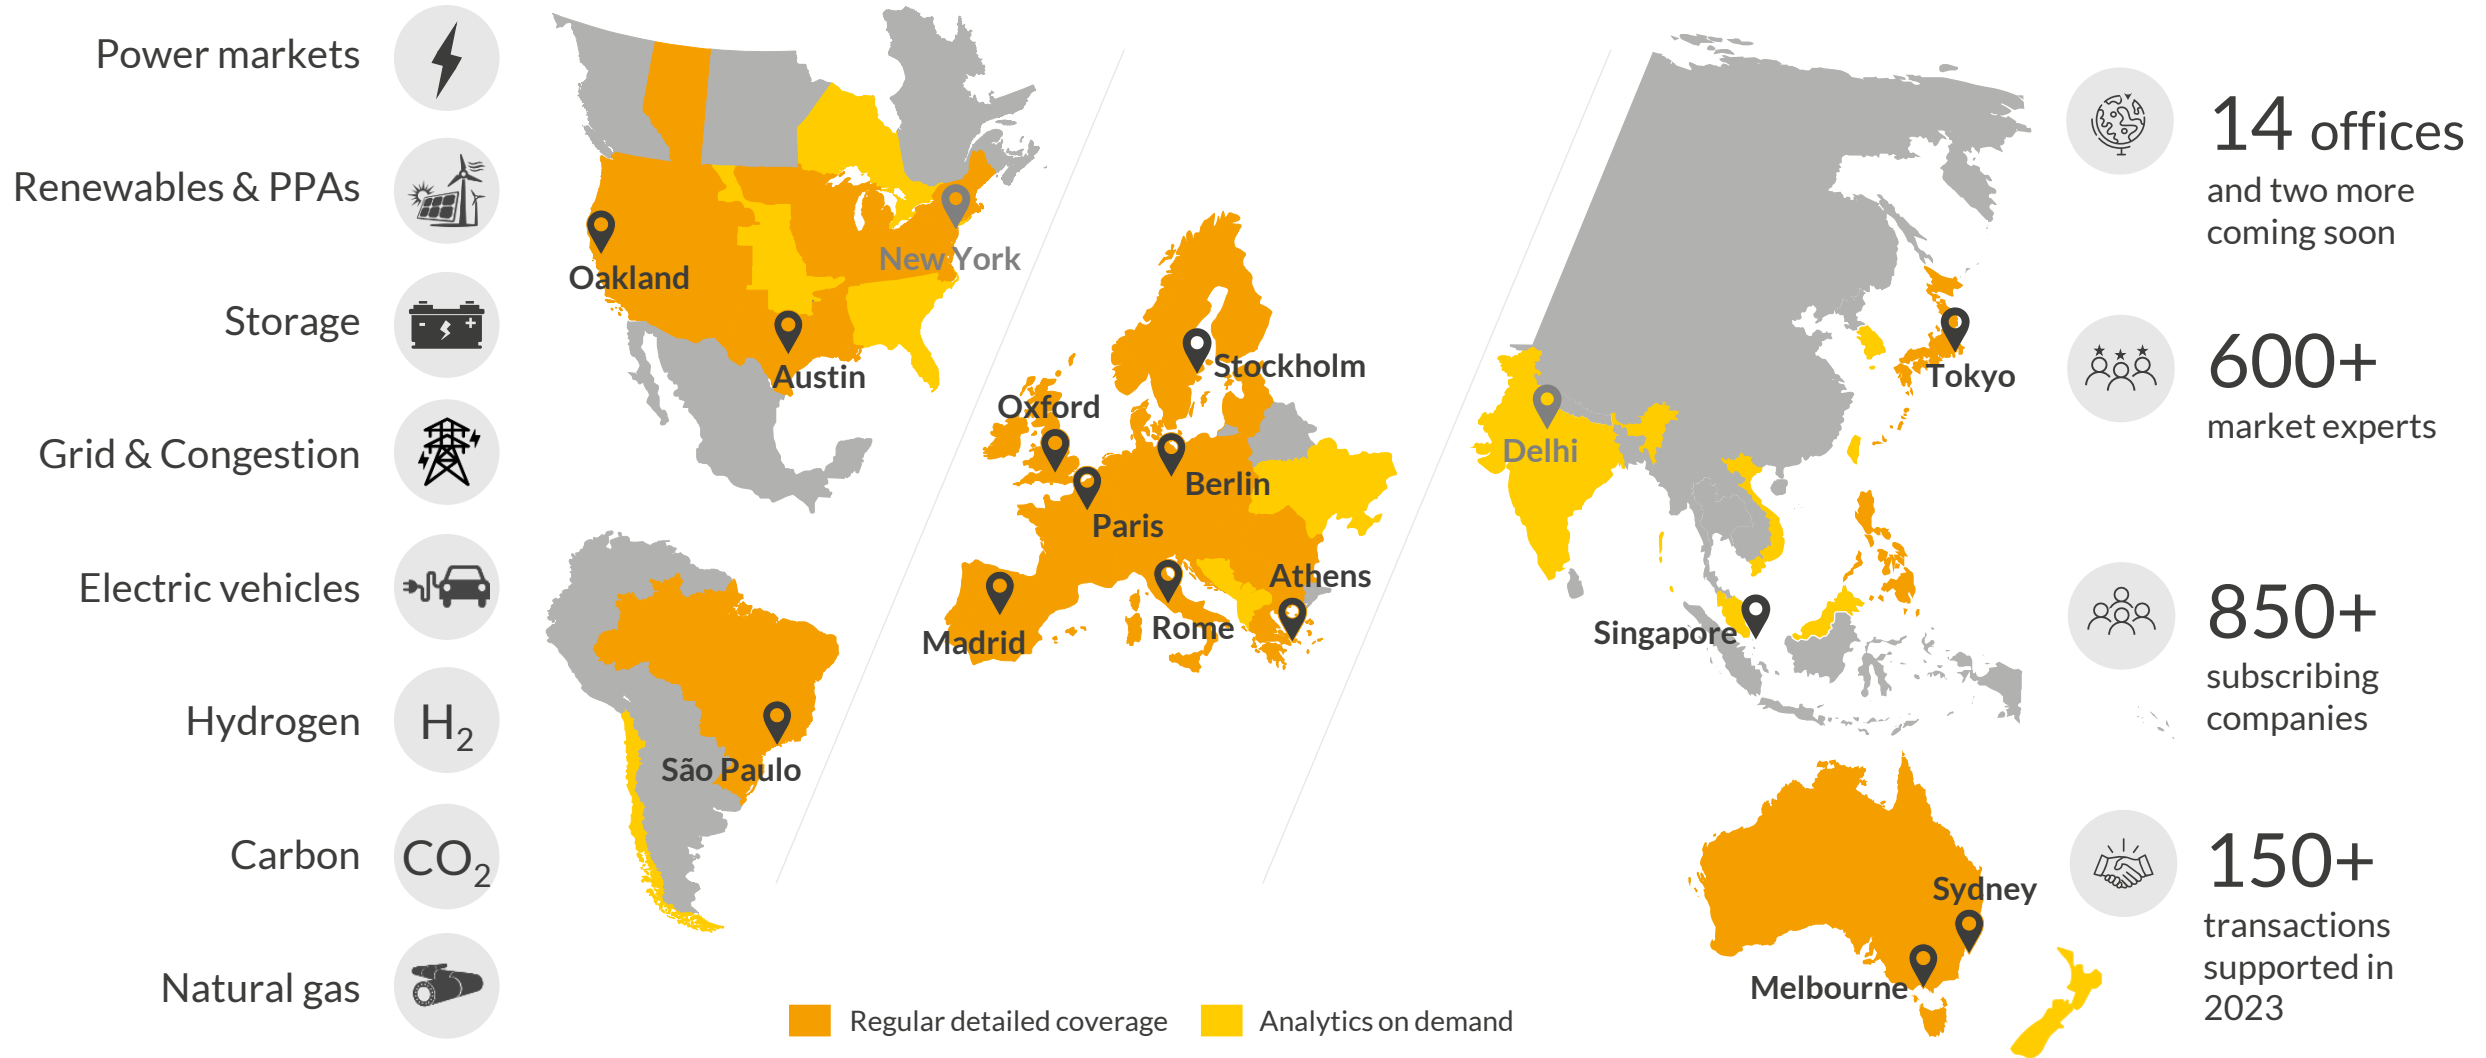 Power markets
Renewables & PPAs
Storage
Grid & Congestion
Electric vehicles
Hydrogen
H2
Carbon
CO2
Natural gas
Oakland
New York
Austin
São Paulo
Stockholm
Oxford
Berlin
Paris
Athens
Madrid
Rome
Tokyo
Delhi
Singapore
Sydney
Melbourne
Regular detailed coverage
Analytics on demand
14 offices
and two more
coming soon
600+
market experts
850+
subscribing
companies
150+
transactions
supported in
2023